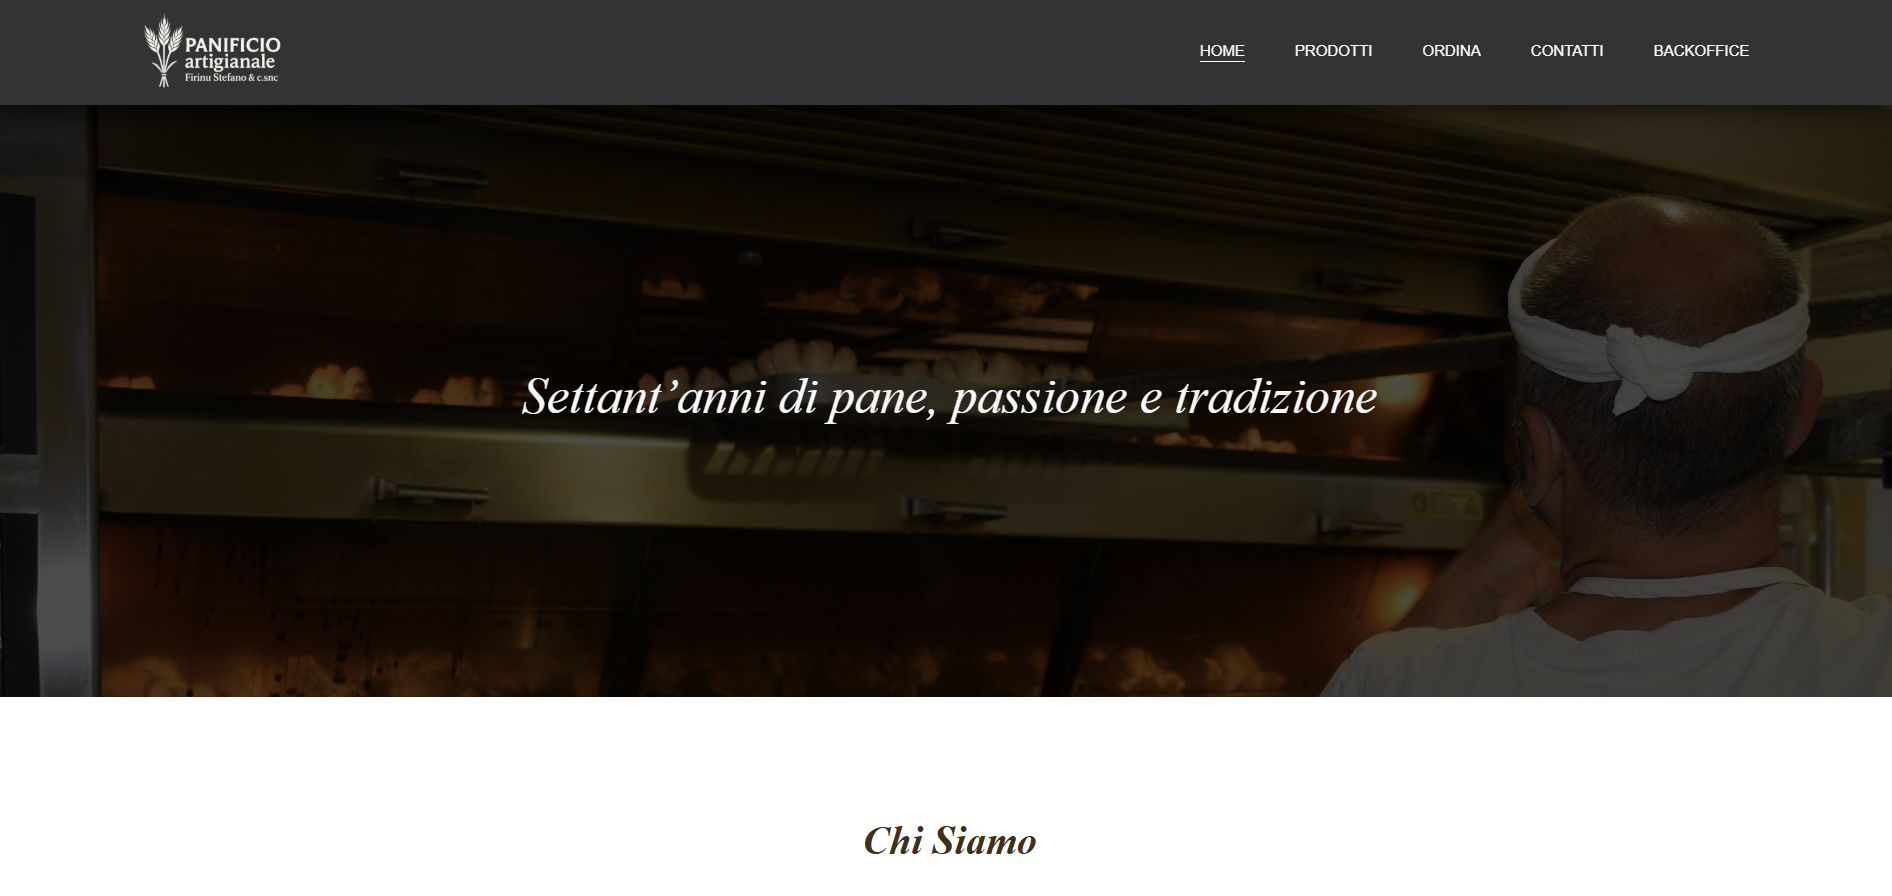 PANIFICIO
artigianale
Firinu Stefano & c.snc
HOME PRODOTTI ORDINA CONTATTI BACKOFFICE
Settant’anni di pane, passione e tradizione
Chi Siamo